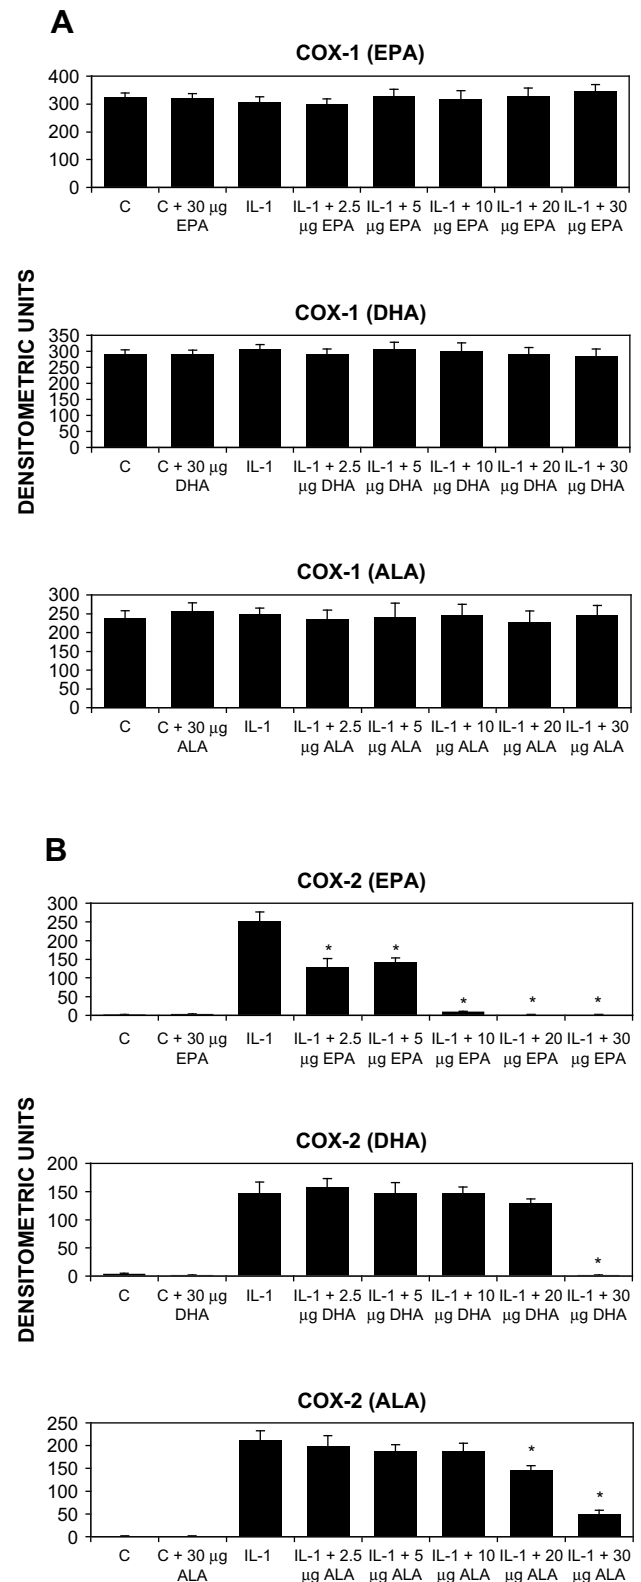 A
COX-1 (EPA)
400
300
200
100
0
C
C + 30 μg
EPA
IL-1
IL-1 + 2.5
μg EPA
IL-1 + 5
μg EPA
IL-1 + 10
μg EPA
IL-1 + 20
μg EPA
IL-1 + 30
μg EPA
DENSITOMETRIC UNITS
COX-1 (DHA)
350
300
250
200
150
100
50
0
C
C + 30 μg
DHA
IL-1
IL-1 + 2.5
μg DHA
IL-1 + 5
μg DHA
IL-1 + 10
μg DHA
IL-1 + 20
μg DHA
IL-1 + 30
μg DHA
COX-1 (ALA)
300
250
200
150
100
50
0
C
C + 30 μg
ALA
IL-1
IL-1 + 2.5
μg ALA
IL-1 + 5
μg ALA
IL-1 + 10
μg ALA
IL-1 + 20
μg ALA
IL-1 + 30
μg ALA
B
COX-2 (EPA)
300
250
200
150
100
50
0
* * * * *
C
C + 30 μg
EPA
IL-1
IL-1 + 2.5
μg EPA
IL-1 + 5
μg EPA
IL-1 + 10
μg EPA
IL-1 + 20
μg EPA
IL-1 + 30
μg EPA
DENSITOMETRIC UNITS
COX-2 (DHA)
200
150
100
50
0
*
C
C + 30 μg
DHA
IL-1
IL-1 + 2.5
μg DHA
IL-1 + 5
μg DHA
IL-1 + 10
μg DHA
IL-1 + 20
μg DHA
IL-1 + 30
μg DHA
COX-2 (ALA)
250
200
150
100
50
0
* *
C
C + 30 μg
ALA
IL-1
IL-1 + 2.5
μg ALA
IL-1 + 5
μg ALA
IL-1 + 10
μg ALA
IL-1 + 20
μg ALA
IL-1 + 30
μg ALA